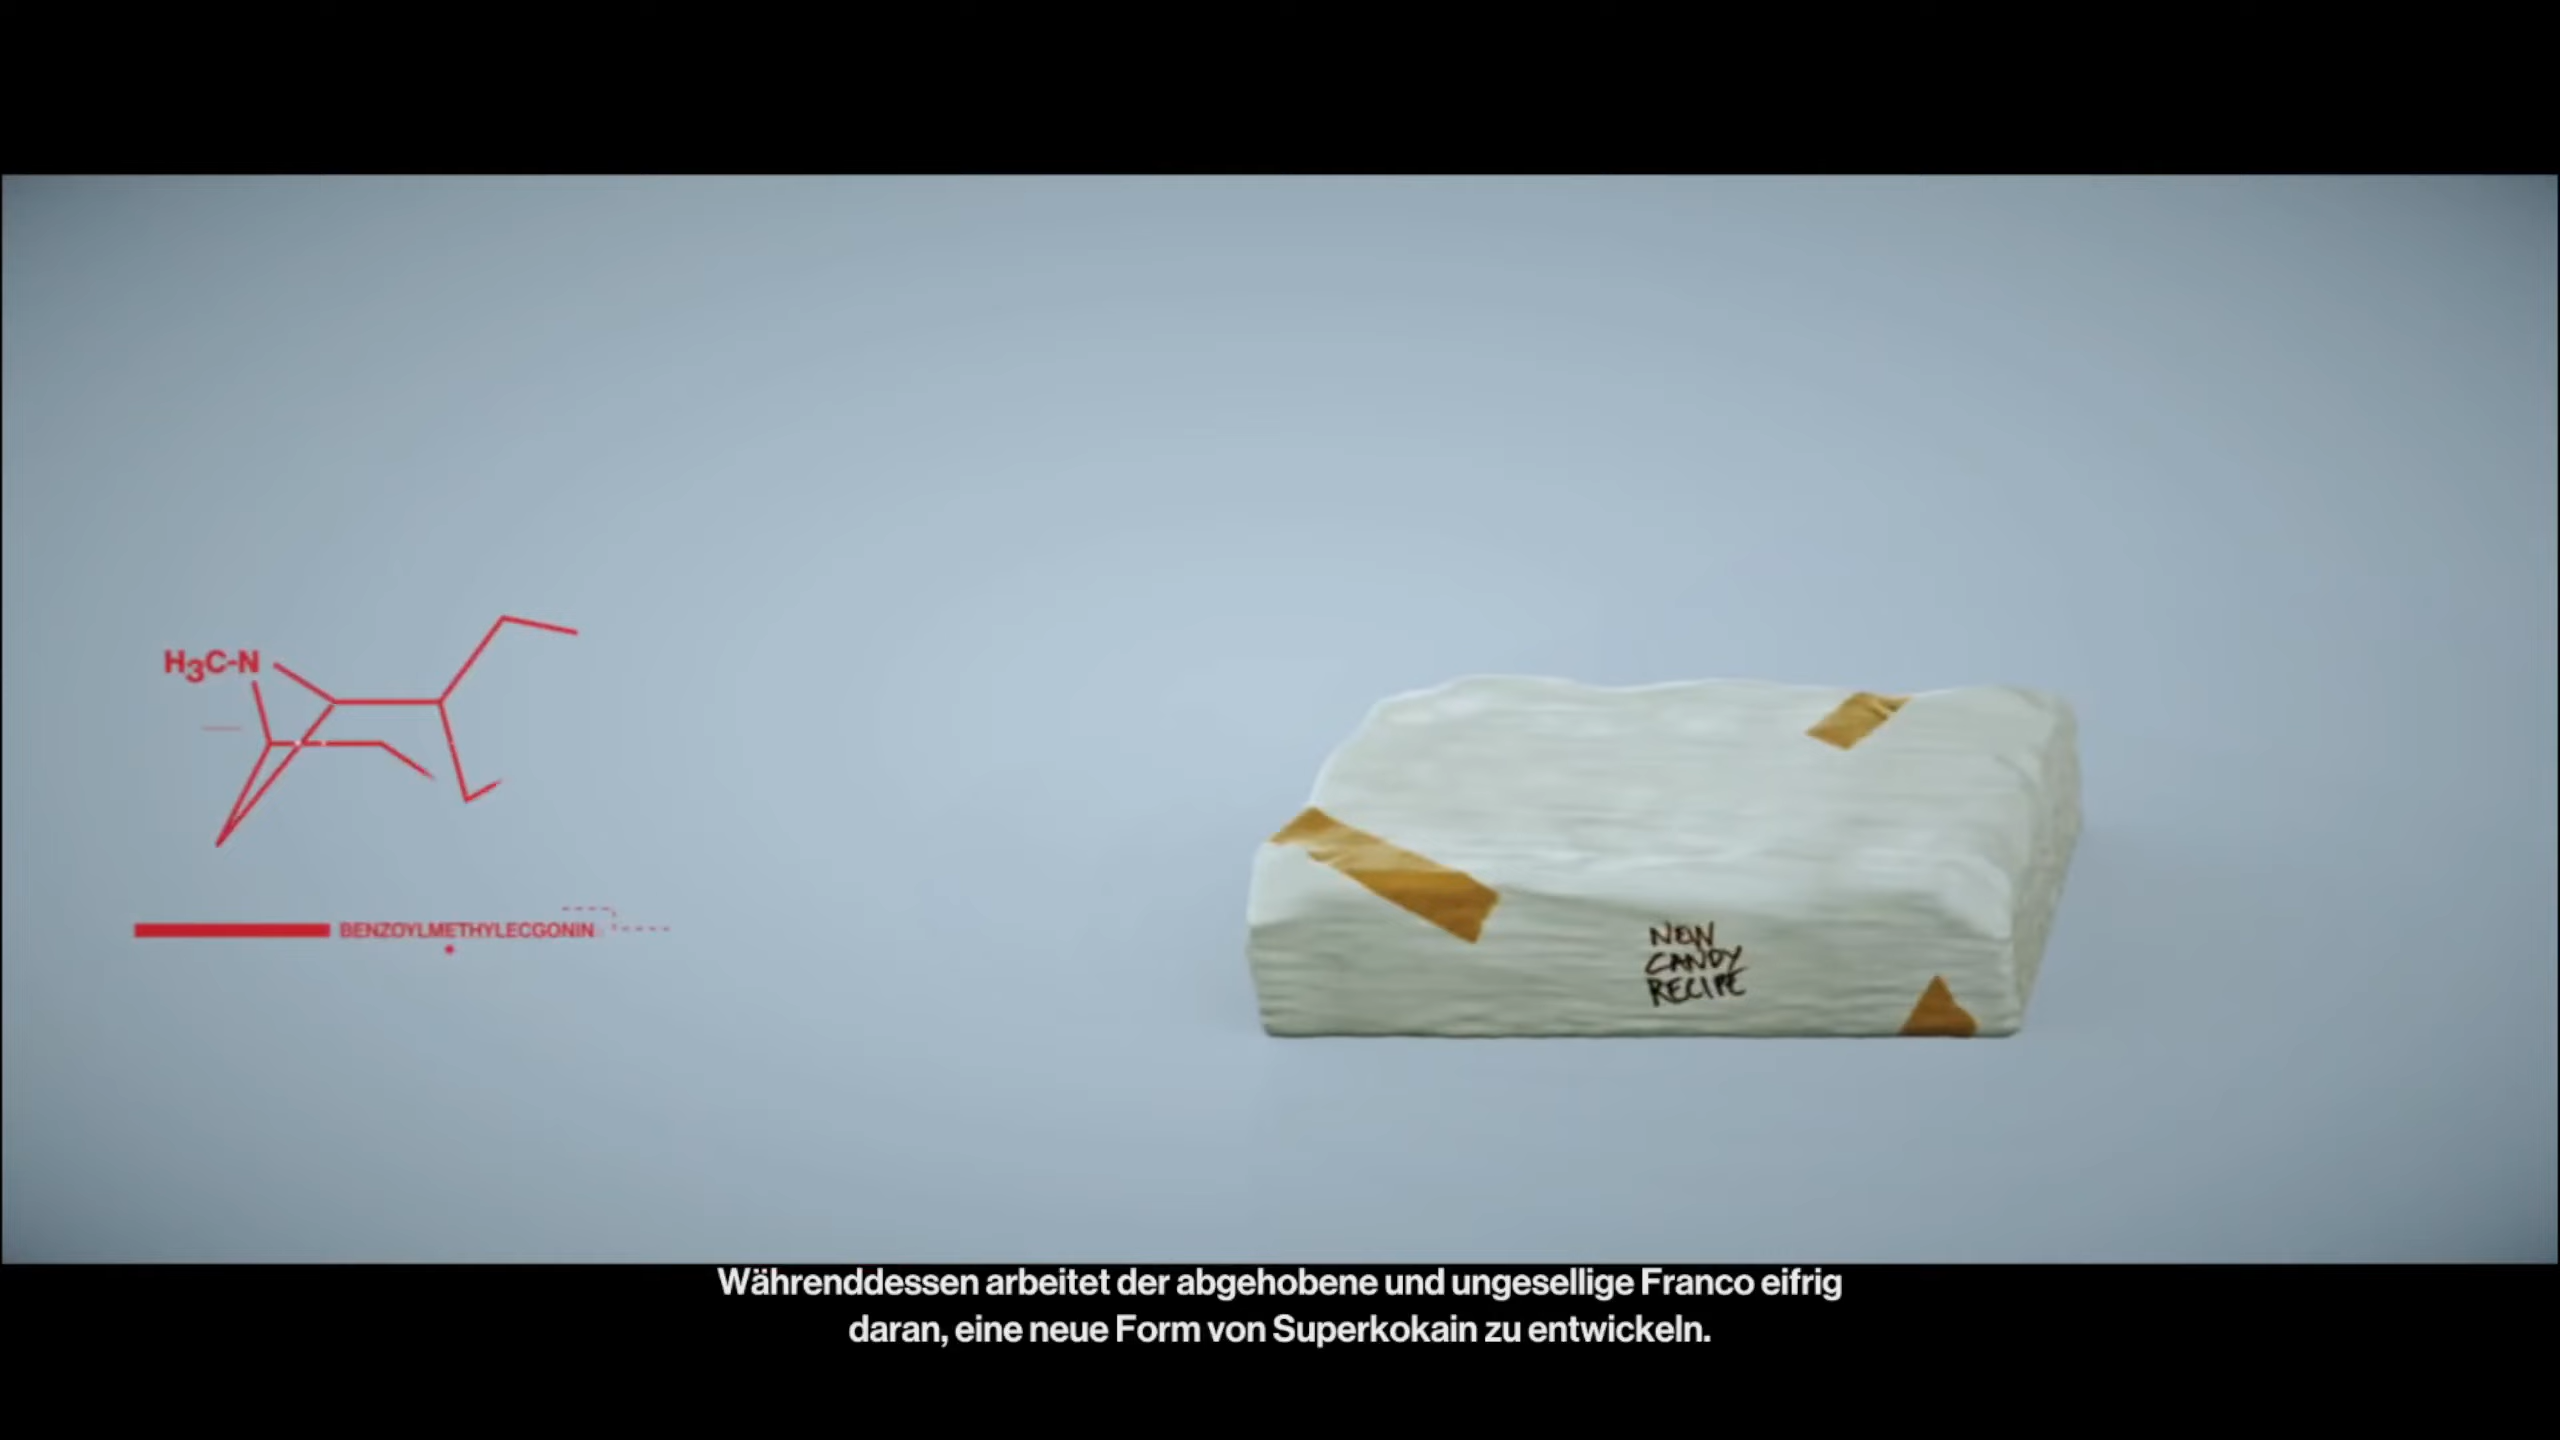 H3C-N
BENZOYLMETHYLECGONIN
NON
CANDY
RECIPE
Währenddessen arbeitet der abgehobene und ungesellige Franco eifrig
daran, eine neue Form von Superkokain zu entwickeln.